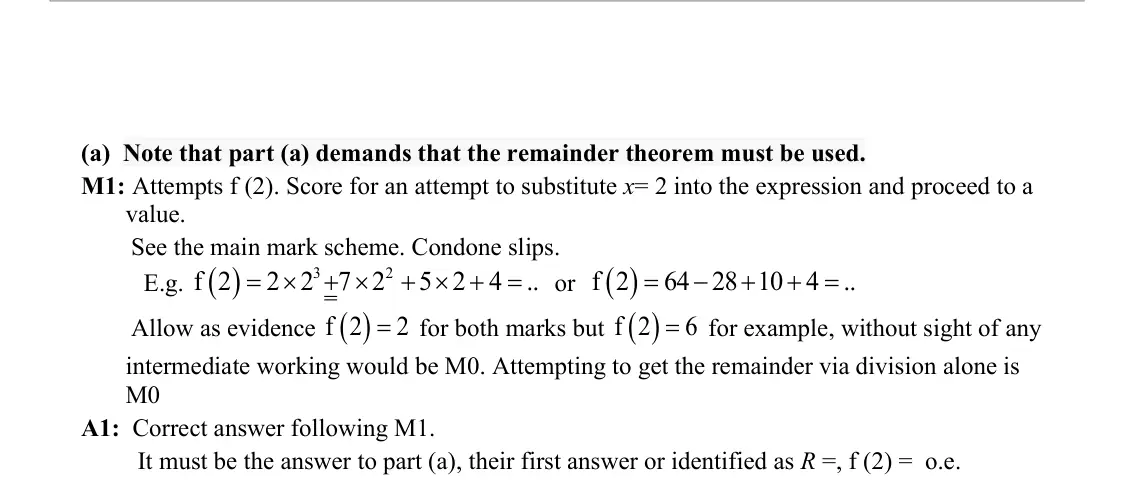 (a) Note that part (a) demands that the remainder theorem must be used.
M1: Attempts f (2). Score for an attempt to substitute x= 2 into the expression and proceed to a
value.
See the main mark scheme. Condone slips.
E.g. f(2)=2×2³+7×2²+5×2+4=.. or f(2)=64−28+10+4=..
Allow as evidence f(2)=2 for both marks but f(2)=6 for example, without sight of any
intermediate working would be M0. Attempting to get the remainder via division alone is
M0
A1: Correct answer following M1.
It must be the answer to part (a), their first answer or identified as R =, f (2) = o.e.